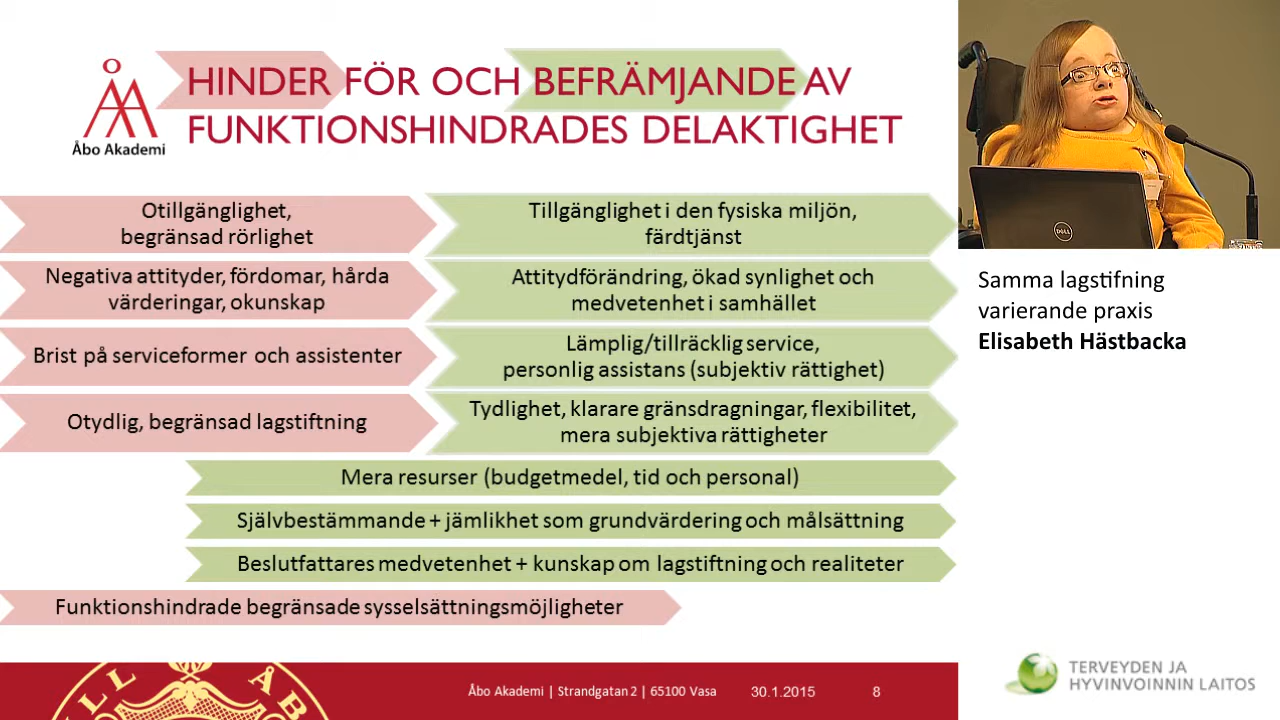 HINDER FÖR OCH BEFRÄMJANDE AV
FUNKTIONSHINDRADES DELAKTIGHET
Åbo Akademi
Otillgänglighet,
begränsad rörlighet
Tillgänglighet i den fysiska miljön,
färdtjänst
Negativa attityder, fördomar, hårda
värderingar, okunskap
Attitydförändring, ökad synlighet och
medvetenhet i samhället
Brist på serviceformer och assistenter
Lämplig/tillräcklig service,
personlig assistans (subjektiv rättighet)
Otydlig, begränsad lagstiftning
Tydlighet, klarare gränsdragningar, flexibilitet,
mera subjektiva rättigheter
Mera resurser (budgetmedel, tid och personal)
Självbestämmande + jämlikhet som grundvärdering och målsättning
Beslutfattares medvetenhet + kunskap om lagstiftning och realiteter
Funktionshindrade begränsade sysselsättningsmöjligheter
Åbo Akademi | Strandgatan 2 | 65100 Vasa
30.1.2015
8
DELL
Samma lagstifning
varierande praxis
Elisabeth Hästbacka
TERVEYDEN JA
HYVINVOINNIN LAITOS